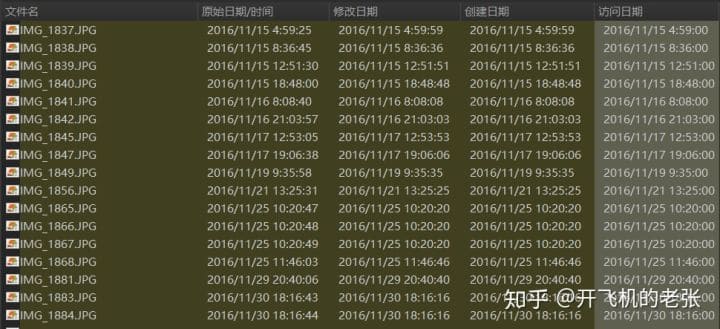 文件名 原始日期/时间 修改日期 创建日期 访问日期
IMG_1837.JPG 2016/11/15 4:59:25 2016/11/15 4:59:59 2016/11/15 4:59:59 2016/11/15 4:59:00
IMG_1838.JPG 2016/11/15 8:36:45 2016/11/15 8:36:36 2016/11/15 8:36:36 2016/11/15 8:36:00
IMG_1839.JPG 2016/11/15 12:51:30 2016/11/15 12:51:51 2016/11/15 12:51:51 2016/11/15 12:51:00
IMG_1840.JPG 2016/11/15 18:48:00 2016/11/15 18:48:48 2016/11/15 18:48:48 2016/11/15 18:48:00
IMG_1841.JPG 2016/11/16 8:08:40 2016/11/16 8:08:08 2016/11/16 8:08:08 2016/11/16 8:08:00
IMG_1842.JPG 2016/11/16 21:03:57 2016/11/16 21:03:03 2016/11/16 21:03:03 2016/11/16 21:03:00
IMG_1845.JPG 2016/11/17 12:53:05 2016/11/17 12:53:53 2016/11/17 12:53:53 2016/11/17 12:53:00
IMG_1847.JPG 2016/11/17 19:06:38 2016/11/17 19:06:06 2016/11/17 19:06:06 2016/11/17 19:06:00
IMG_1849.JPG 2016/11/19 9:35:58 2016/11/19 9:35:35 2016/11/19 9:35:35 2016/11/19 9:35:00
IMG_1856.JPG 2016/11/21 13:25:31 2016/11/21 13:25:25 2016/11/21 13:25:25 2016/11/21 13:25:00
IMG_1865.JPG 2016/11/25 10:20:47 2016/11/25 10:20:20 2016/11/25 10:20:20 2016/11/25 10:20:00
IMG_1866.JPG 2016/11/25 10:20:48 2016/11/25 10:20:20 2016/11/25 10:20:20 2016/11/25 10:20:00
IMG_1867.JPG 2016/11/25 10:20:49 2016/11/25 10:20:20 2016/11/25 10:20:20 2016/11/25 10:20:00
IMG_1868.JPG 2016/11/25 11:46:03 2016/11/25 11:46:46 2016/11/25 11:46:46 2016/11/25 11:46:00
IMG_1881.JPG 2016/11/29 20:40:06 2016/11/29 20:40:40 2016/11/29 20:40:40 2016/11/29 20:40:00
IMG_1883.JPG 2016/11/30 18:16:43 2016/11/30 18:16:16 2016/11/30 18:16:16 2016/11/30 18:16:00
IMG_1884.JPG 2016/11/30 18:16:44 2016/11/30 18:16:16 2016/11/30 18:16:16 2016/11/30 18:16:00
知乎 @开飞机的老张